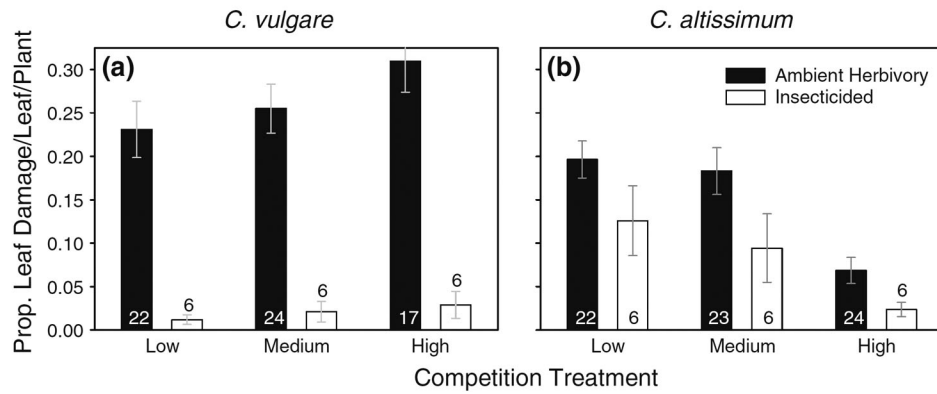 C. vulgare
C. altissimum
Prop. Leaf Damage/Leaf/Plant
0.30
0.25
0.20
0.15
0.10
0.05
0.00
(a)
22
6
24
6
17
6
Low
Medium
High
(b)
Ambient Herbivory
Insecticided
22
6
23
6
24
6
Low
Medium
High
Competition Treatment